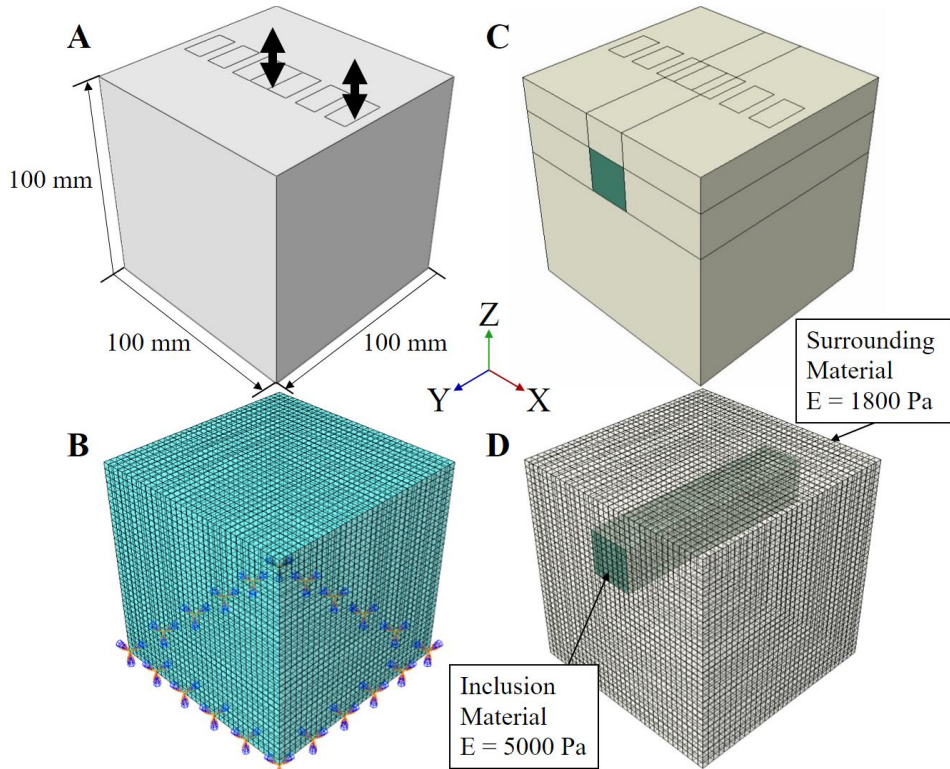 A
C
100 mm
100 mm
100 mm
Z
Y
X
Surrounding
Material
E = 1800 Pa
B
D
Inclusion
Material
E = 5000 Pa